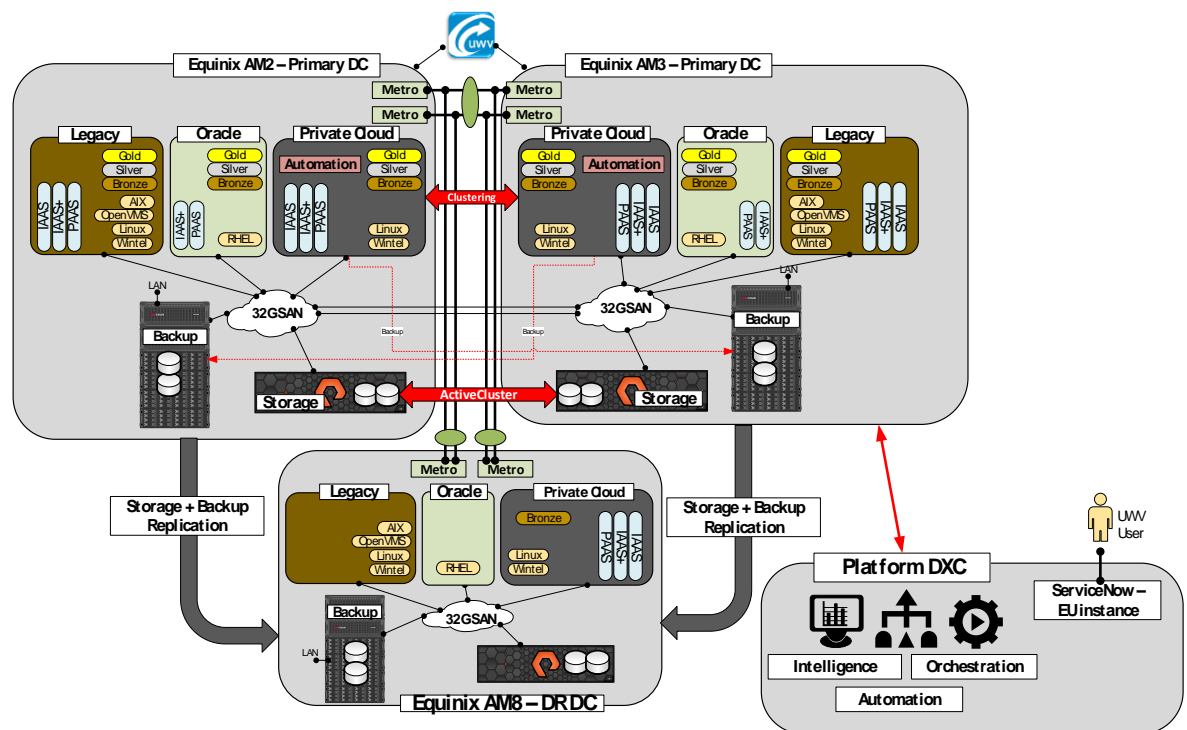 uwv
Equinix AM2 – Primary DC
Metro
Metro
Legacy
Gold
Silver
Bronze
AIX
OpenVMS
Linux
Wintel
IAAS
IAAS+
PAAS
Oracle
Gold
Silver
Bronze
IAAS+
PAAS
RHEL
Private Cloud
Automation
Gold
Silver
Bronze
IAAS
IAAS+
PAAS
Linux
Wintel
LAN
Backup
32GSAN
Storage
Clustering
Backup
Backup
ActiveCluster
Equinix AM3 – Primary DC
Metro
Metro
Private Cloud
Gold
Silver
Bronze
Automation
PAAS
IAAS+
IAAS
Linux
Wintel
Oracle
Gold
Silver
Bronze
RHEL
PAAS
IAAS+
Legacy
Gold
Silver
Bronze
AIX
OpenVMS
Linux
Wintel
PAAS
IAAS+
IAAS
32GSAN
LAN
Backup
Storage
Storage + Backup
Replication
Storage + Backup
Replication
Metro
Metro
Legacy
AIX
OpenVMS
Linux
Wintel
Oracle
RHEL
Private Cloud
Bronze
Linux
Wintel
PAAS
IAAS+
IAAS
Backup
LAN
32GSAN
Equinix AM8 – DR DC
UWV
User
Platform DXC
ServiceNow –
EU instance
Intelligence
Orchestration
Automation